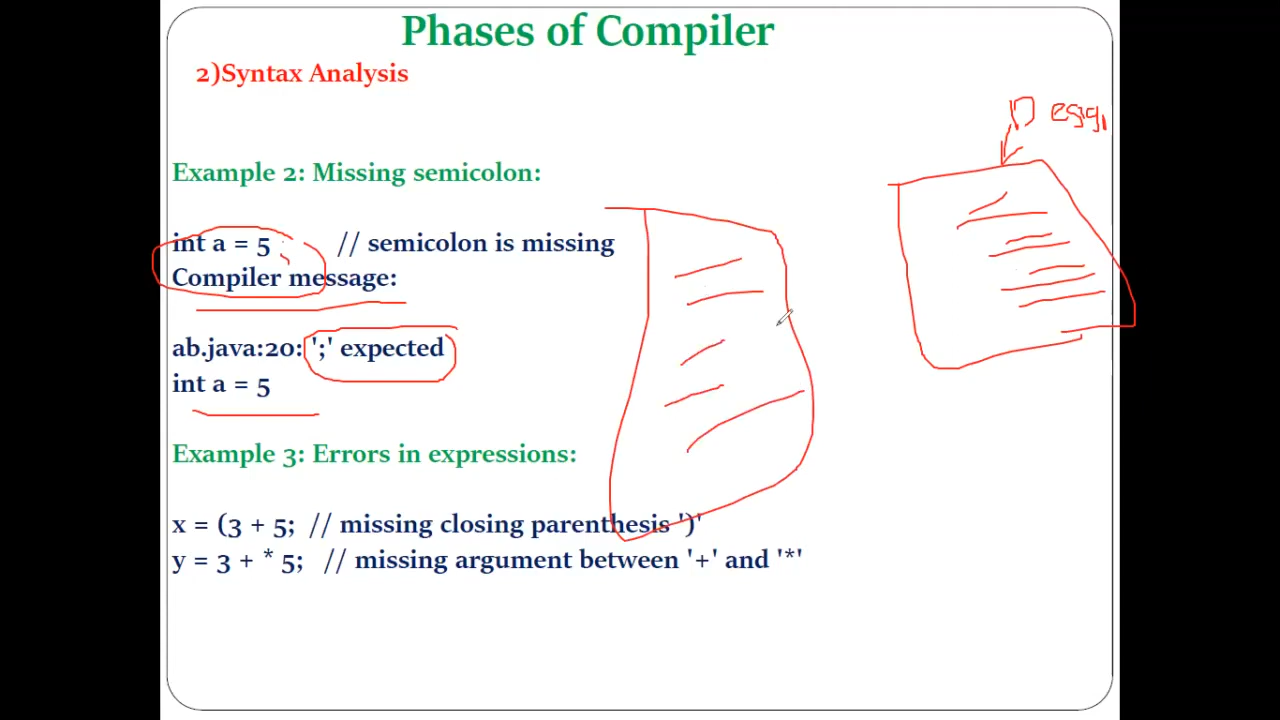 Phases of Compiler
2)Syntax Analysis
Example 2: Missing semicolon:
int a = 5 // semicolon is missing
Compiler message:
ab.java:20: ';' expected
int a = 5
Example 3: Errors in expressions:
x = (3 + 5; // missing closing parenthesis ')'
y = 3 + * 5; // missing argument between '+' and '*'